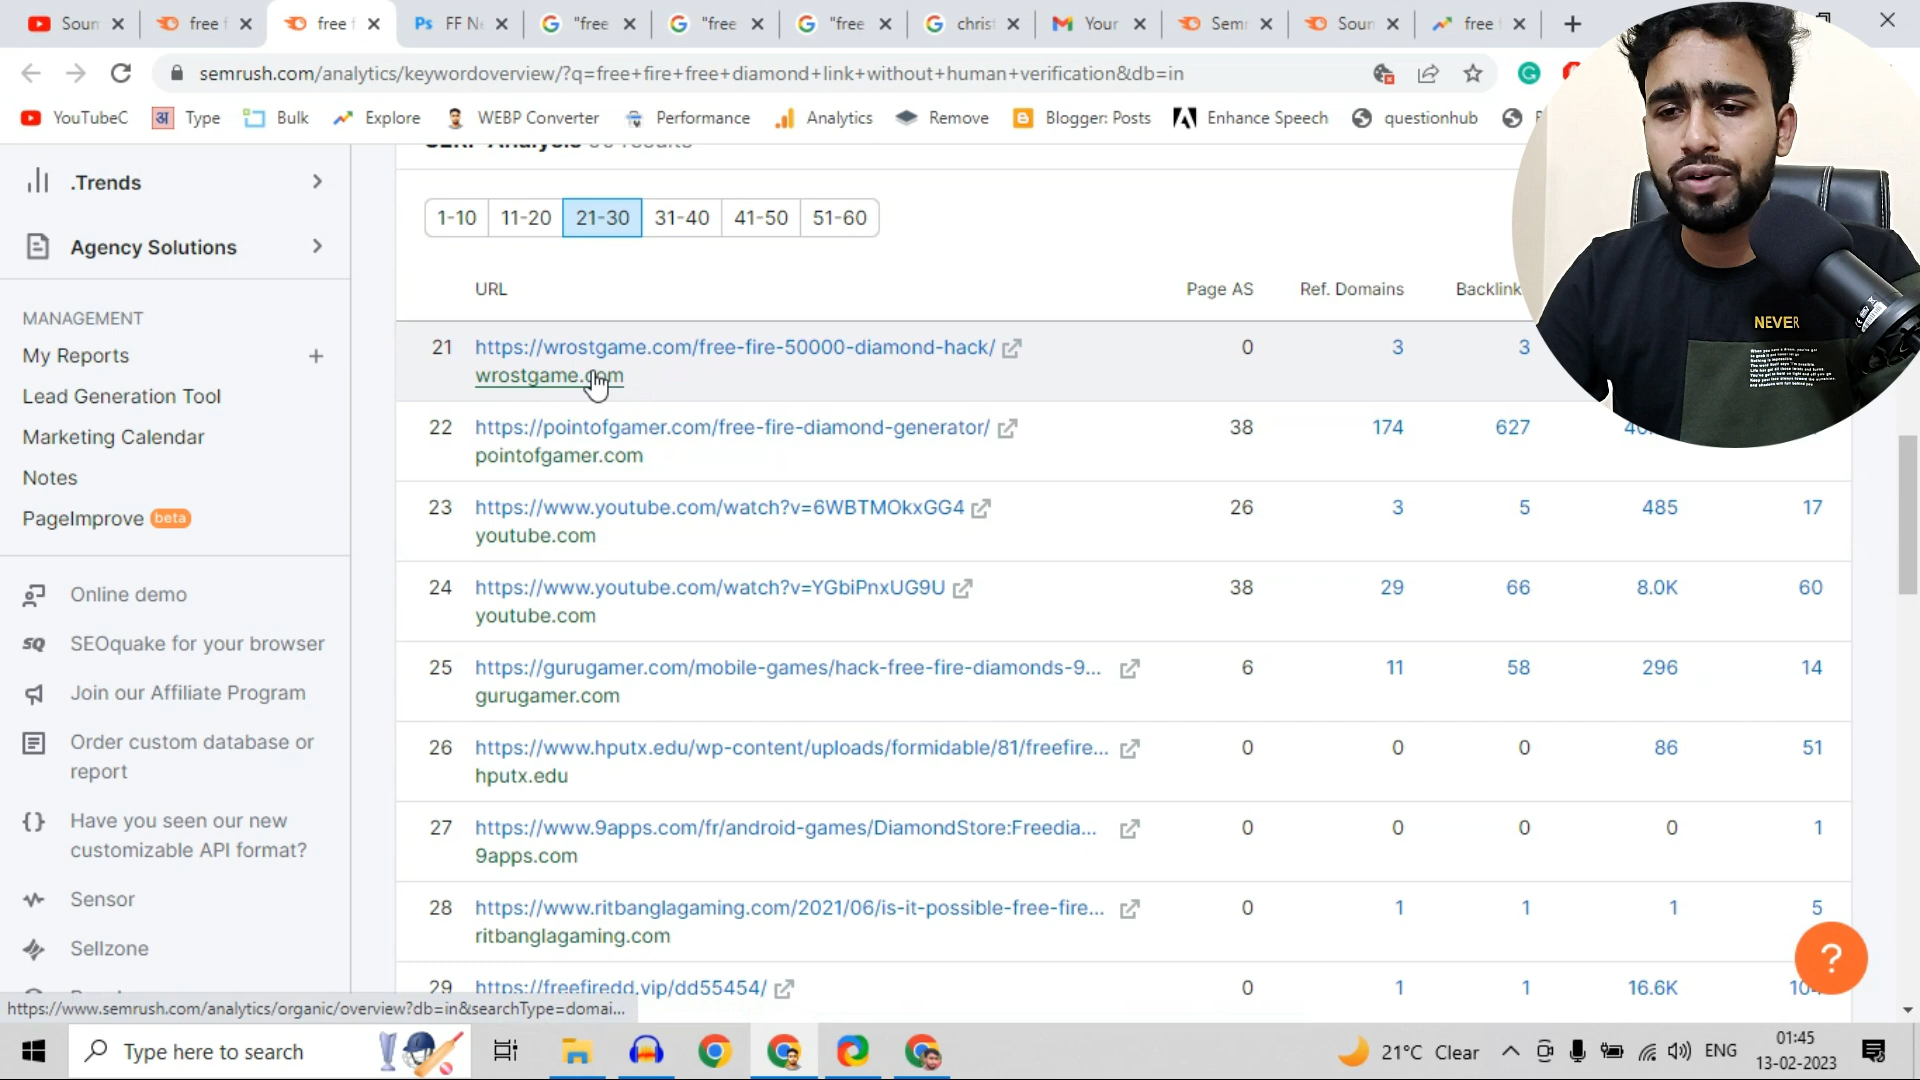 Soun
free f
free f
Ps FF Ne
"free
"free
"free
chris
Your
Sem
Soun
free
semrush.com/analytics/keywordoverview/?q=free+fire+free+diamond+link+without+human+verification&db=in
YouTubeC
अ Type
Bulk
Explore
WEBP Converter
Performance
Analytics
Remove
Blogger: Posts
Enhance Speech
questionhub
.Trends
Agency Solutions
MANAGEMENT
My Reports +
Lead Generation Tool
Marketing Calendar
Notes
PageImprove beta
Online demo
SQ SEOquake for your browser
Join our Affiliate Program
Order custom database or
report
{} Have you seen our new
customizable API format?
Sensor
Sellzone
1-10 11-20 21-30 31-40 41-50 51-60
URL Page AS Ref. Domains Backlink
21 https://wrostgame.com/free-fire-50000-diamond-hack/ 0 3 3
wrostgame.com
22 https://pointofgamer.com/free-fire-diamond-generator/ 38 174 627
pointofgamer.com
23 https://www.youtube.com/watch?v=6WBTMOkxGG4 26 3 5 485 17
youtube.com
24 https://www.youtube.com/watch?v=YGbiPnxUG9U 38 29 66 8.0K 60
youtube.com
25 https://gurugamer.com/mobile-games/hack-free-fire-diamonds-9... 6 11 58 296 14
gurugamer.com
26 https://www.hputx.edu/wp-content/uploads/formidable/81/freefire... 0 0 0 86 51
hputx.edu
27 https://www.9apps.com/fr/android-games/DiamondStore:Freedia... 0 0 0 0 1
9apps.com
28 https://www.ritbanglagaming.com/2021/06/is-it-possible-free-fire... 0 1 1 1 5
ritbanglagaming.com
29 https://freefiredd.vip/dd55454/ 0 1 1 16.6K
?
NEVER
https://www.semrush.com/analytics/organic/overview?db=in&searchType=domai...
Type here to search
21°C Clear
ENG
01:45
13-02-2023